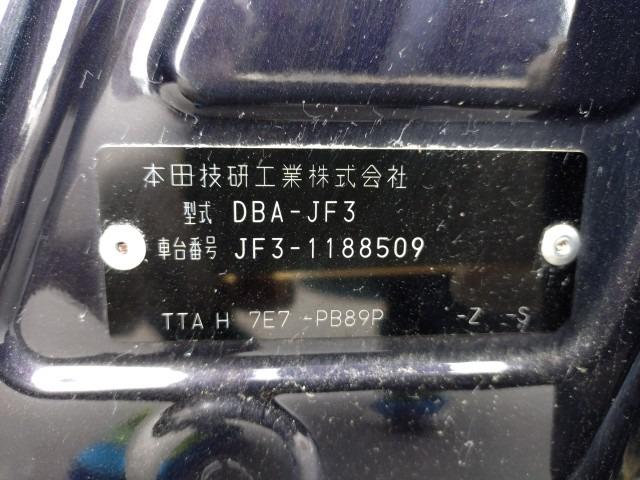 本田技研工業株式会社
型式 DBA-JF3
車台番号 JF3-1188509
TTA H 7E7 -PB89P -Z -S